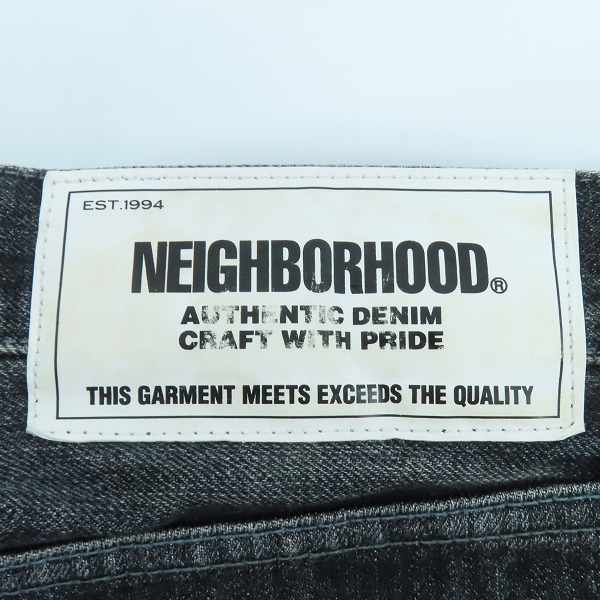 EST.1994
NEIGHBORHOOD®
AUTHENTIC DENIM
CRAFT WITH PRIDE
THIS GARMENT MEETS EXCEEDS THE QUALITY